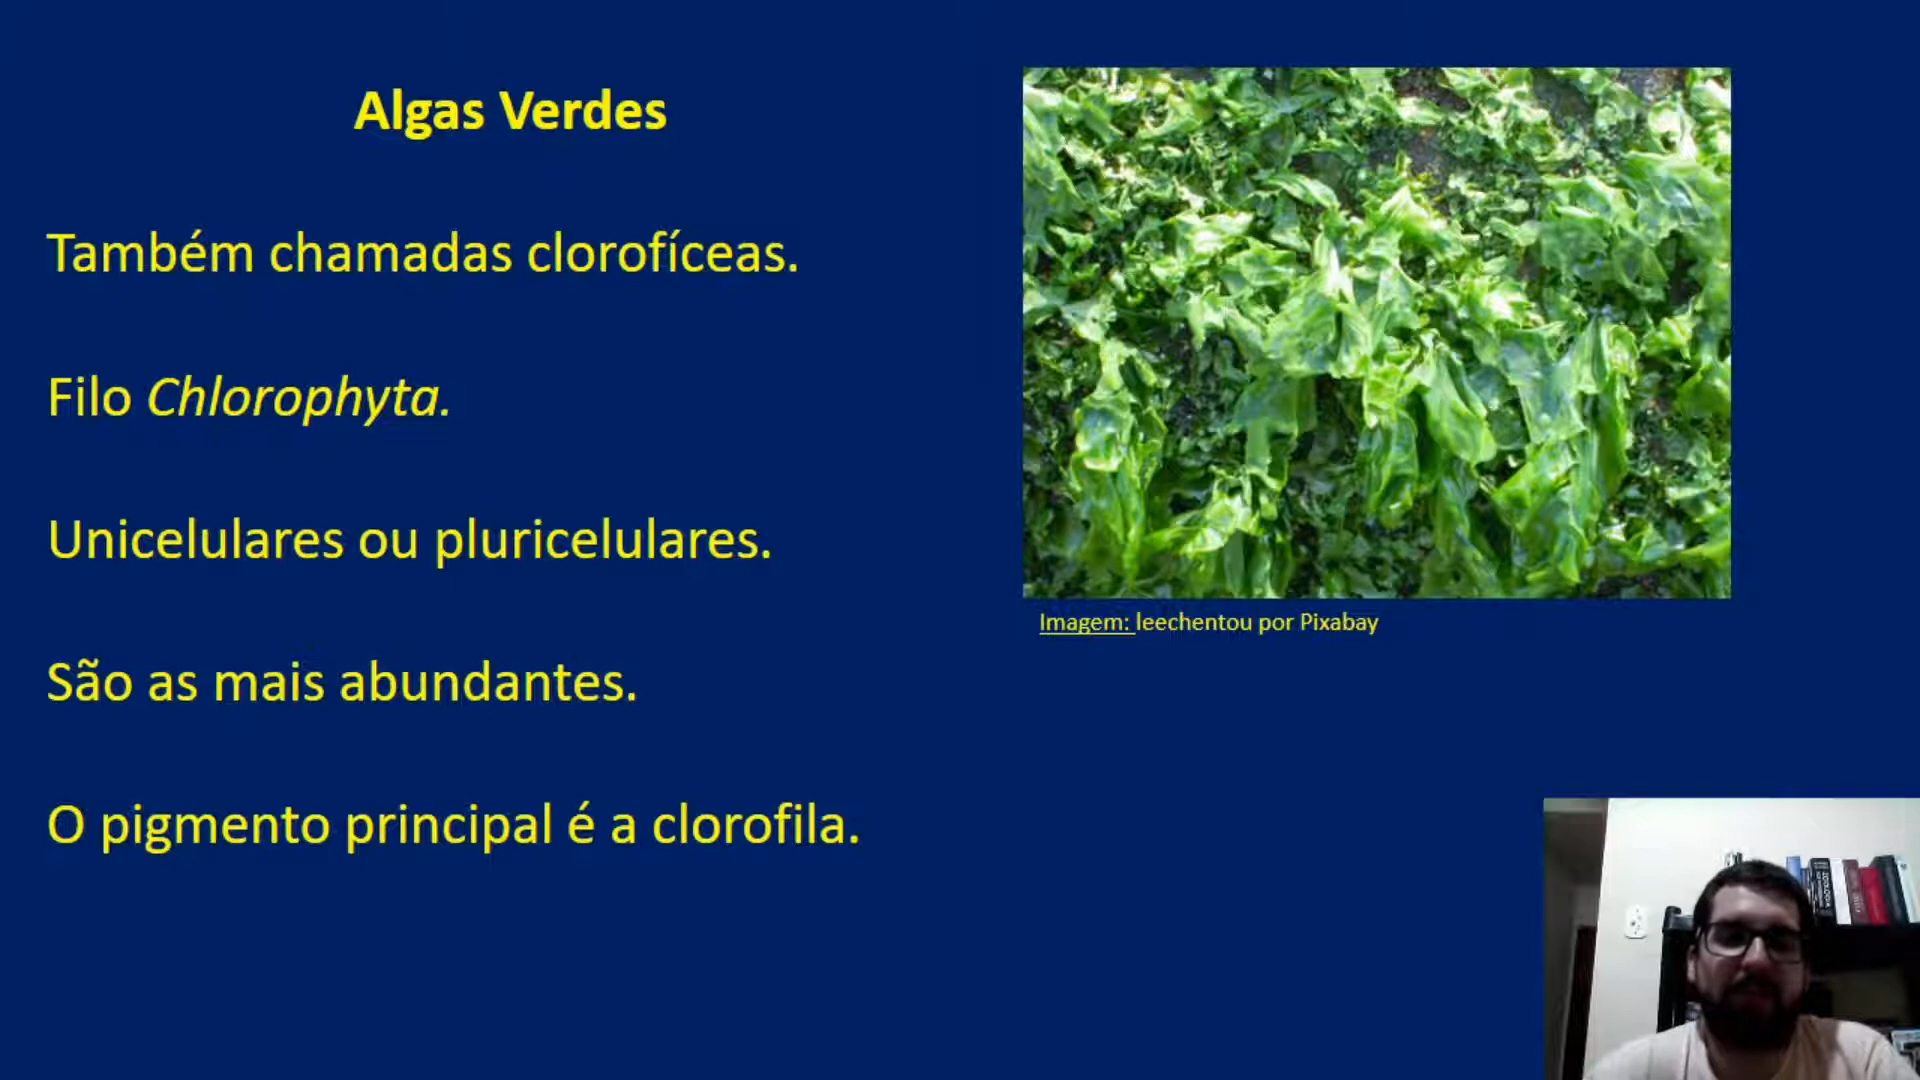 Algas Verdes
Também chamadas clorofíceas.
Filo Chlorophyta.
Unicelulares ou pluricelulares.
São as mais abundantes.
O pigmento principal é a clorofila.
Imagem: leechentou por Pixabay
ZOOLOGIA